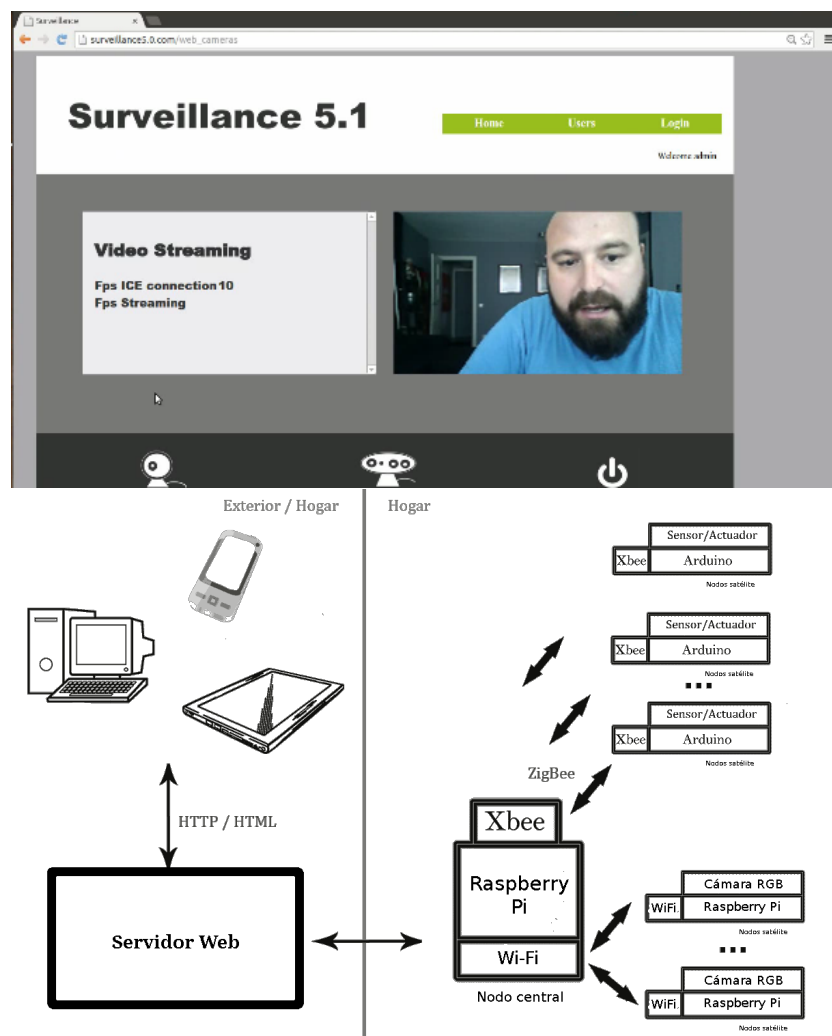 Surveillance
surveillance5.0.com/web_cameras
Surveillance 5.1
Home Users Login
Welcome admin
Video Streaming
Fps ICE connection10
Fps Streaming
Exterior / Hogar
Hogar
Sensor/Actuador
Xbee Arduino
Nodos satélite
Sensor/Actuador
Xbee Arduino
Nodos satélite
...
Sensor/Actuador
Xbee Arduino
Nodos satélite
ZigBee
HTTP / HTML
Xbee
Raspberry
Pi
Wi-Fi
Nodo central
Servidor Web
Cámara RGB
WiFi Raspberry Pi
Nodos satélite
...
Cámara RGB
WiFi Raspberry Pi
Nodos satélite